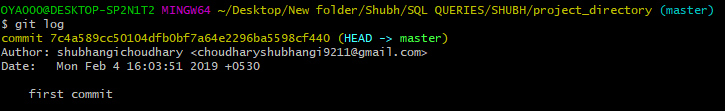 OYA000@DESKTOP-SP2N1T2 MINGW64 ~/Desktop/New folder/Shubh/SQL QUERIES/SHUBH/project_directory (master)
$ git log
commit 7c4a589cc50104dfb0bf7a64e2296ba5598cf440 (HEAD -> master)
Author: shubhangichoudhary <choudharyshubhangi9211@gmail.com>
Date:   Mon Feb 4 16:03:51 2019 +0530
    first commit